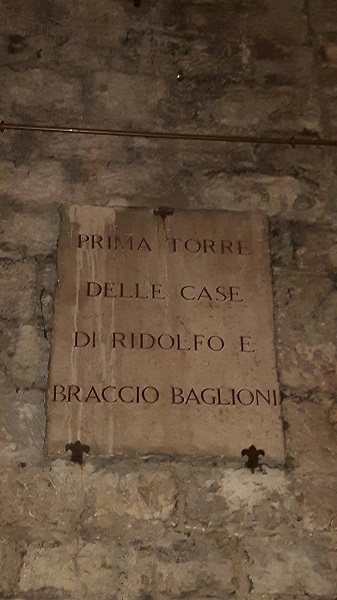 PRIMA TORRE
DELLE CASE
DI RIDOLFO E
BRACCIO BAGLIONI